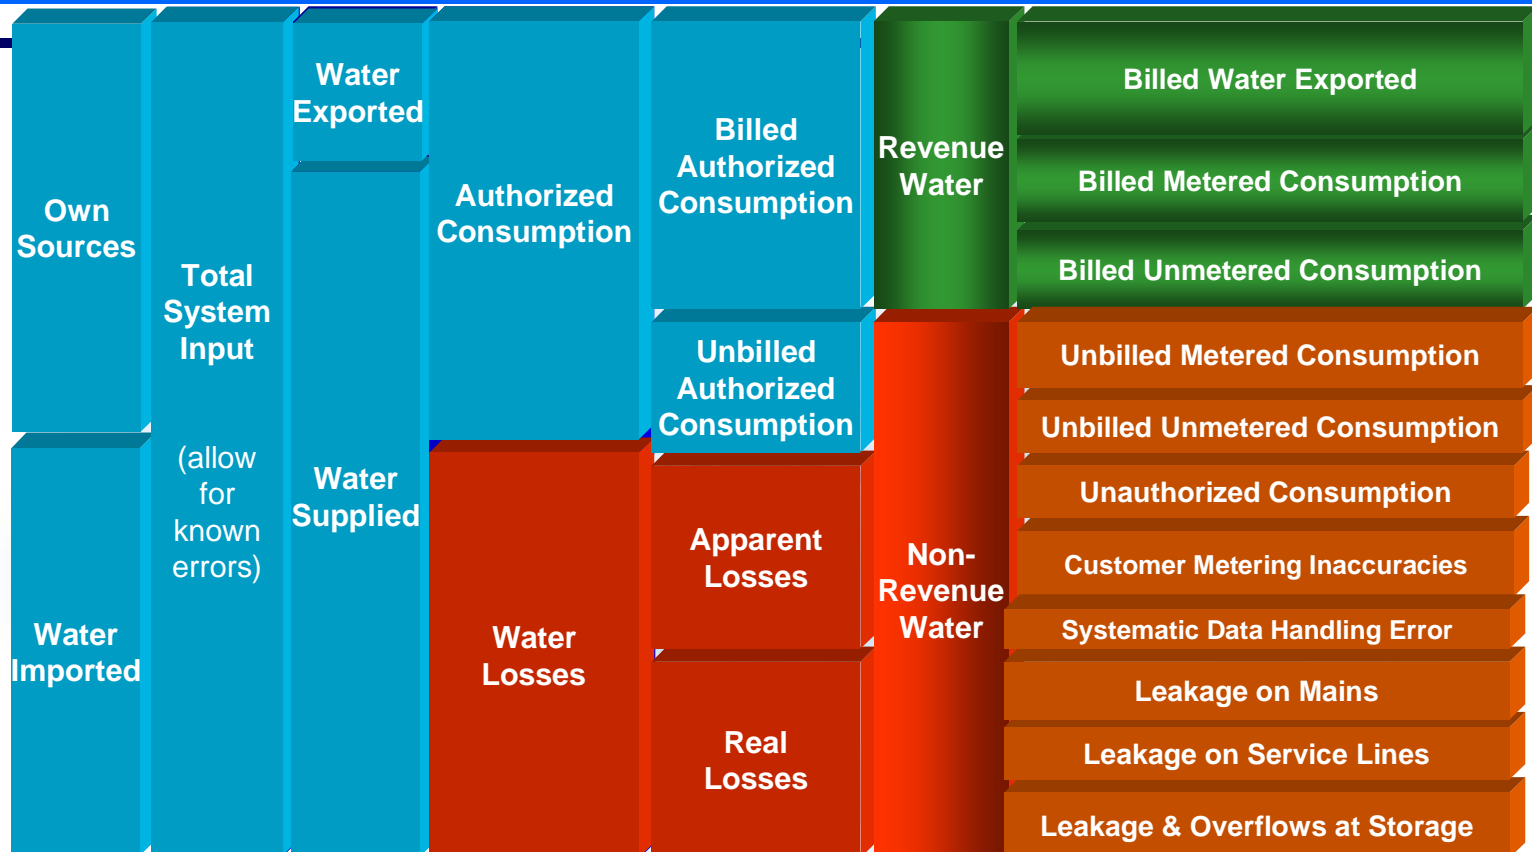 Own
Sources
Water
Imported
Total
System
Input
(allow
for
known
errors)
Water
Exported
Water
Supplied
Authorized
Consumption
Water
Losses
Billed
Authorized
Consumption
Unbilled
Authorized
Consumption
Apparent
Losses
Real
Losses
Revenue
Water
Non-
Revenue
Water
Billed Water Exported
Billed Metered Consumption
Billed Unmetered Consumption
Unbilled Metered Consumption
Unbilled Unmetered Consumption
Unauthorized Consumption
Customer Metering Inaccuracies
Systematic Data Handling Error
Leakage on Mains
Leakage on Service Lines
Leakage & Overflows at Storage